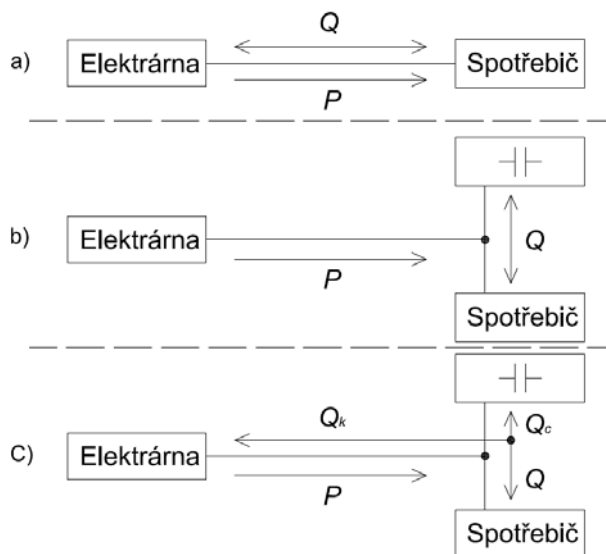 Q
a) Elektrárna Spotřebič
P
b) Elektrárna Q
P
Spotřebič
Qk Qc
C) Elektrárna
P Q
Spotřebič